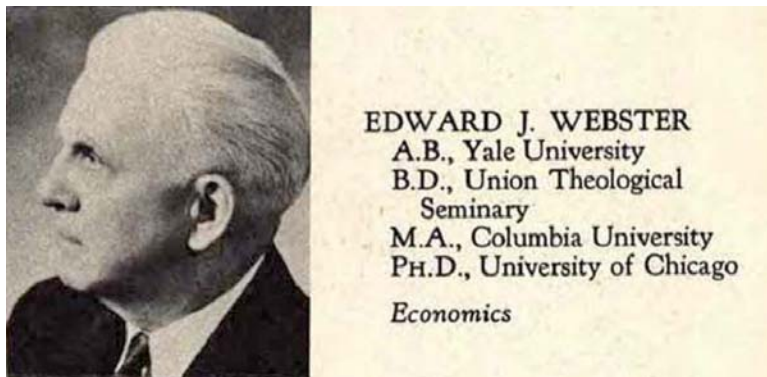 EDWARD J. WEBSTER
A.B., Yale University
B.D., Union Theological
Seminary
M.A., Columbia University
PH.D., University of Chicago
Economics